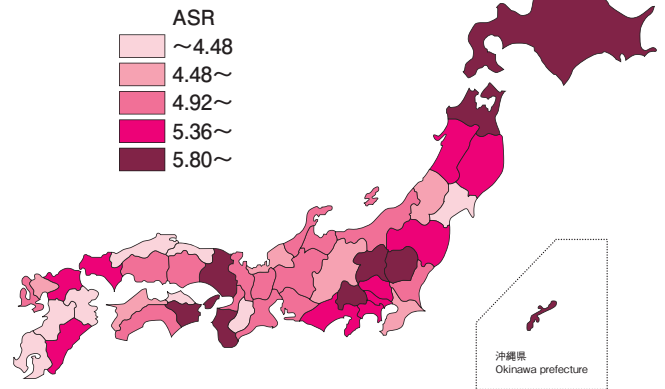 ASR
～4.48
4.48～
4.92～
5.36～
5.80～
沖縄県
Okinawa prefecture